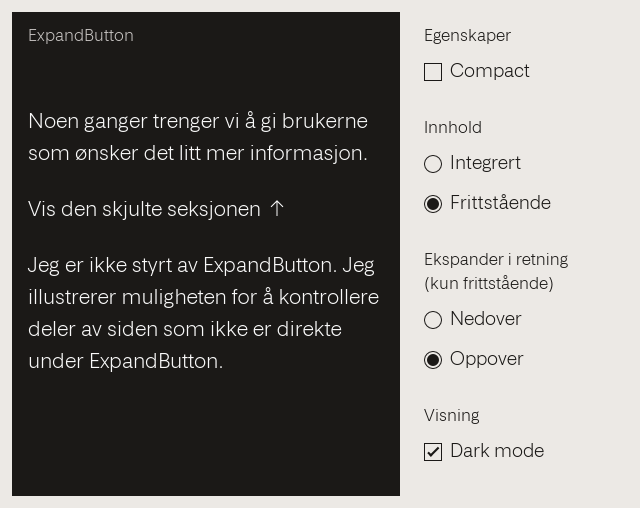 ExpandButton
Noen ganger trenger vi å gi brukerne
som ønsker det litt mer informasjon.
Vis den skjulte seksjonen ↑
Jeg er ikke styrt av ExpandButton. Jeg
illustrerer muligheten for å kontrollere
deler av siden som ikke er direkte
under ExpandButton.
Egenskaper
Compact
Innhold
Integrert
Frittstående
Ekspander i retning
(kun frittstående)
Nedover
Oppover
Visning
Dark mode